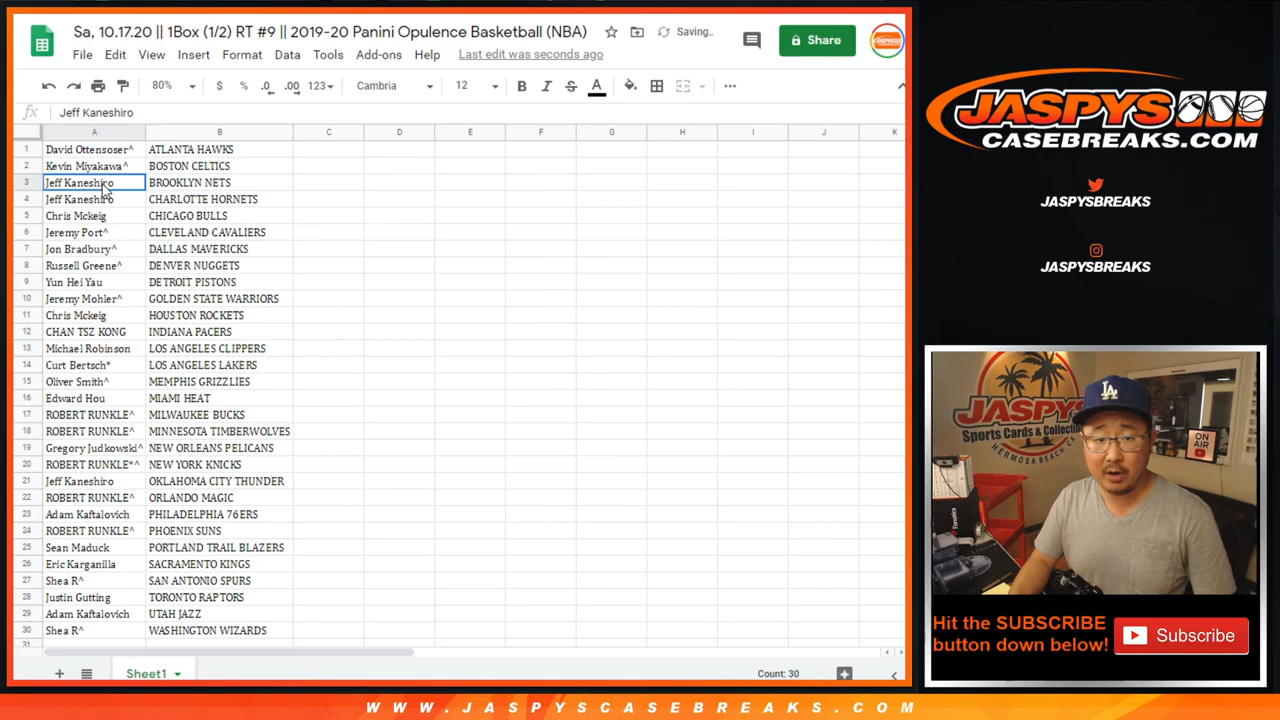 Sa, 10.17.20 || 1Box (1/2) RT #9 || 2019-20 Panini Opulence Basketball (NBA)
Saving..
Share
File Edit View Insert Format Data Tools Add-ons Help Last edit was seconds ago
80% $ % .0 .00 123 Cambria 12 B I S A
fx Jeff Kaneshiro
A B C D E F G H I J K
1 David Ottensoser^ ATLANTA HAWKS
2 Kevin Miyakawa^ BOSTON CELTICS
3 Jeff Kaneshiro BROOKLYN NETS
4 Jeff Kaneshiro CHARLOTTE HORNETS
5 Chris Mckeig CHICAGO BULLS
6 Jeremy Port^ CLEVELAND CAVALIERS
7 Jon Bradbury^ DALLAS MAVERICKS
8 Russell Greene^ DENVER NUGGETS
9 Yun Hei Yau DETROIT PISTONS
10 Jeremy Mohler^ GOLDEN STATE WARRIORS
11 Chris Mckeig HOUSTON ROCKETS
12 CHAN TSZ KONG INDIANA PACERS
13 Michael Robinson LOS ANGELES CLIPPERS
14 Curt Bertsch* LOS ANGELES LAKERS
15 Oliver Smith^ MEMPHIS GRIZZLIES
16 Edward Hou MIAMI HEAT
17 ROBERT RUNKLE^ MILWAUKEE BUCKS
18 ROBERT RUNKLE^ MINNESOTA TIMBERWOLVES
19 Gregory Judkowski^ NEW ORLEANS PELICANS
20 ROBERT RUNKLE*^ NEW YORK KNICKS
21 Jeff Kaneshiro OKLAHOMA CITY THUNDER
22 ROBERT RUNKLE^ ORLANDO MAGIC
23 Adam Kaftalovich PHILADELPHIA 76ERS
24 ROBERT RUNKLE^ PHOENIX SUNS
25 Sean Maduck PORTLAND TRAIL BLAZERS
26 Eric Karganilla SACRAMENTO KINGS
27 Shea R^ SAN ANTONIO SPURS
28 Justin Gutting TORONTO RAPTORS
29 Adam Kaftalovich UTAH JAZZ
30 Shea R^ WASHINGTON WIZARDS
31
Sheet1
Count: 30
JASPYS
CASEBREAKS.COM
JASPYSBREAKS
JASPYSBREAKS
JASPYS
Sports Cards & Collectib
HERMOSA BEACH, CA
ON
AIR
LA
Fanatics
Hit the SUBSCRIBE
button down below!
Subscribe
WWW.JASPYSCASEBREAKS.COM